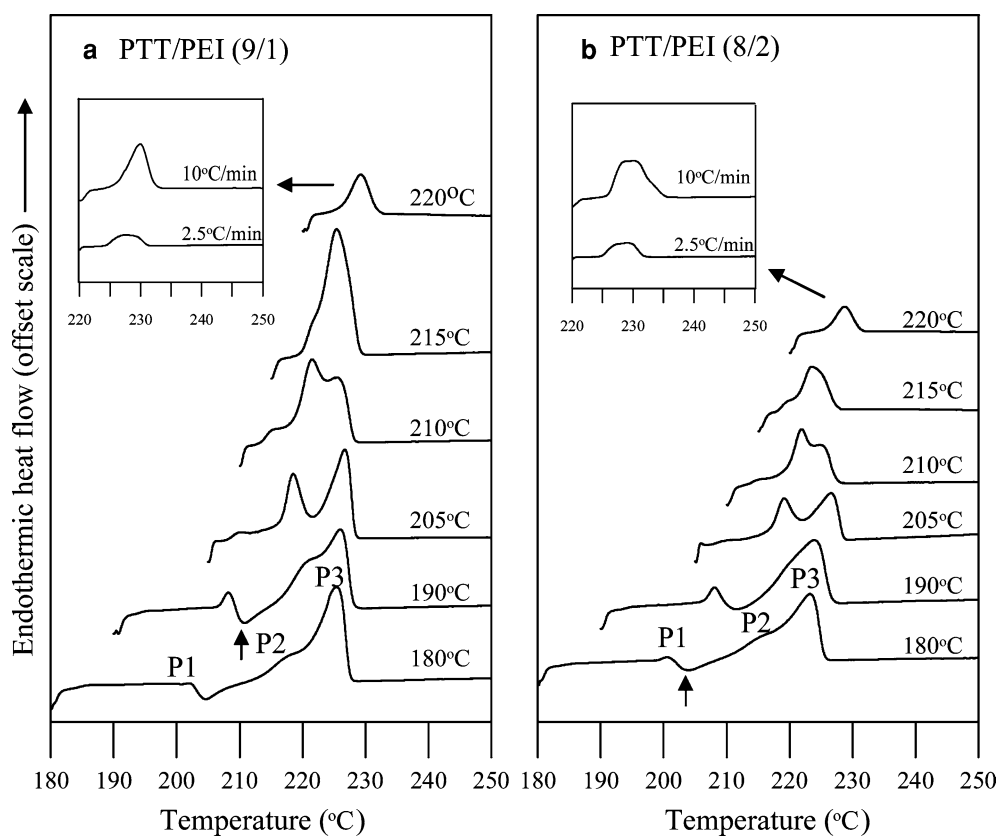 Endothermic heat flow (offset scale)
a PTT/PEI (9/1)
10°C/min
2.5°C/min
220 230 240 250
220°C
215°C
210°C
205°C
190°C
180°C
P1
P2
P3
180 190 200 210 220 230 240 250
Temperature (°C)
b PTT/PEI (8/2)
10°C/min
2.5°C/min
220 230 240 250
220°C
215°C
210°C
205°C
190°C
180°C
P1
P2
P3
180 190 200 210 220 230 240 250
Temperature (°C)